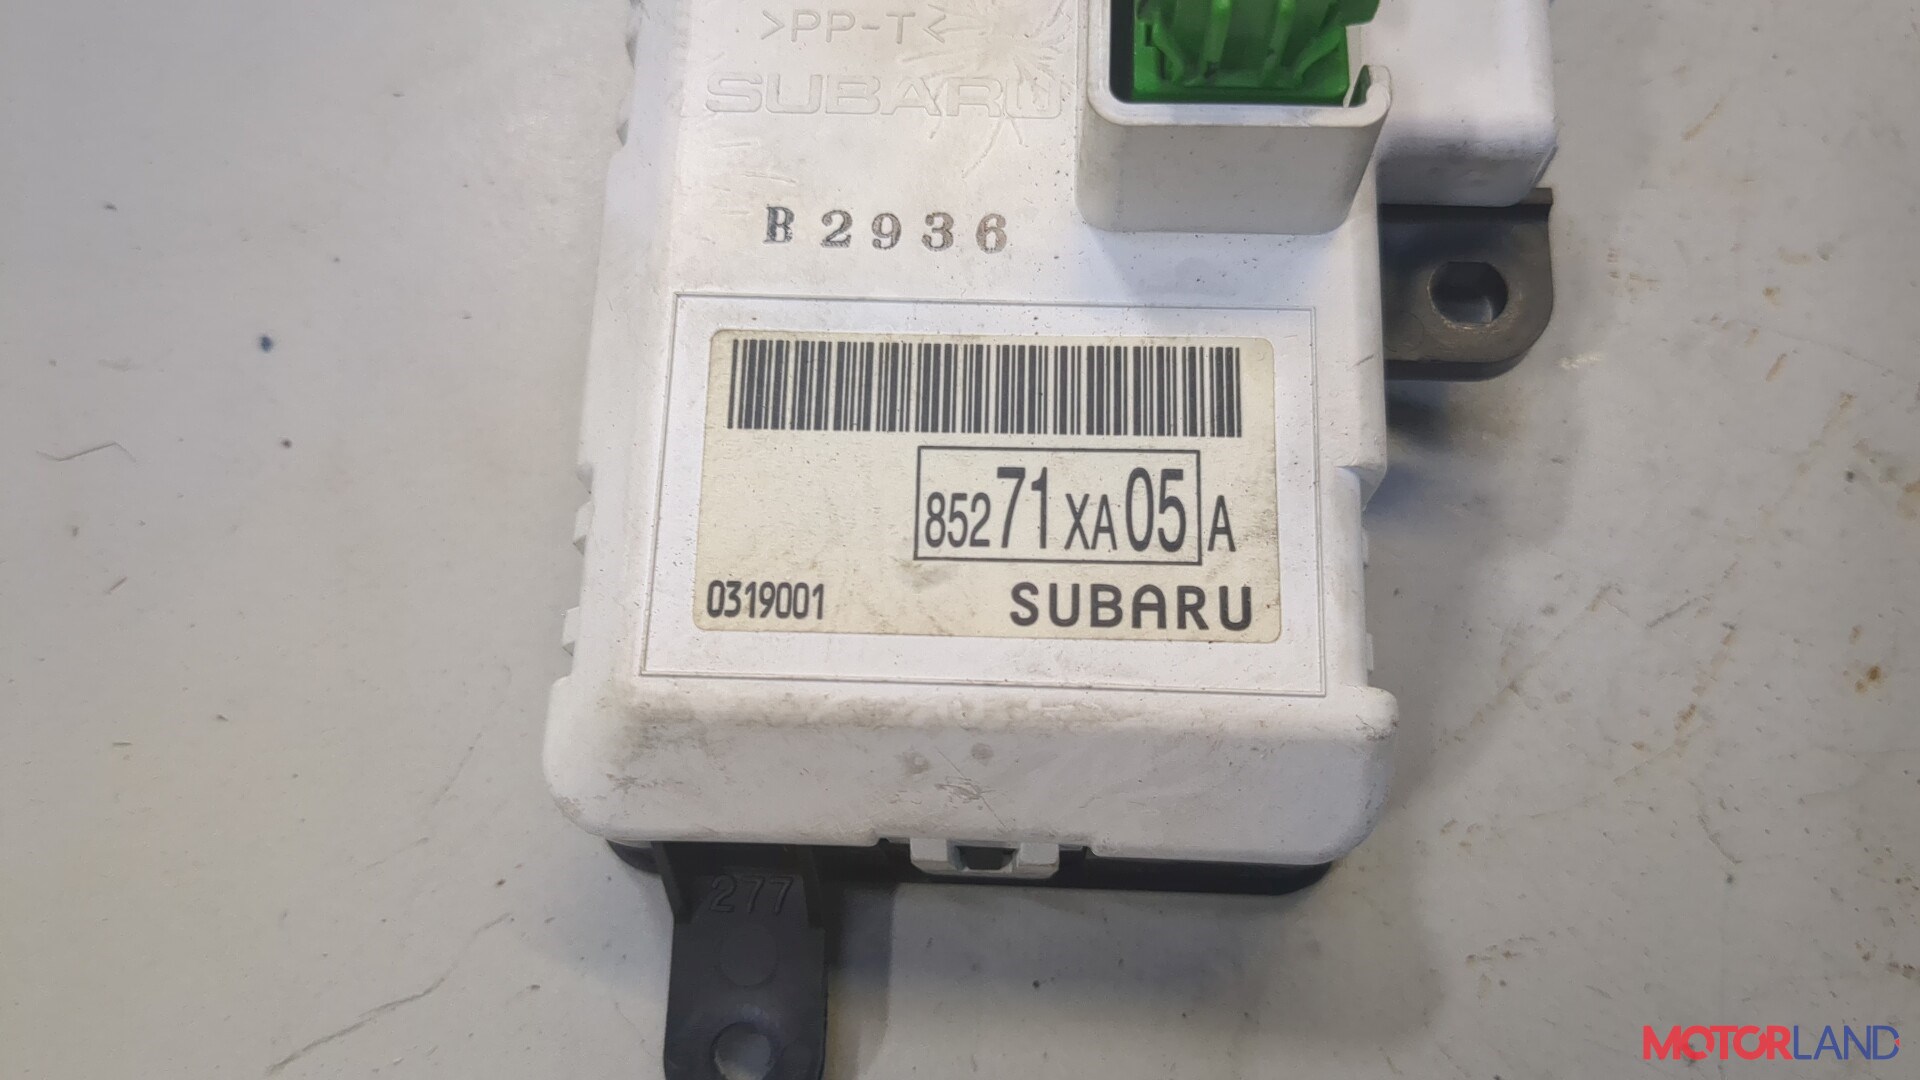 >PP-T<
SUBARU
B2936
85271XA05A
0319001 SUBARU
277
MOTORLAND